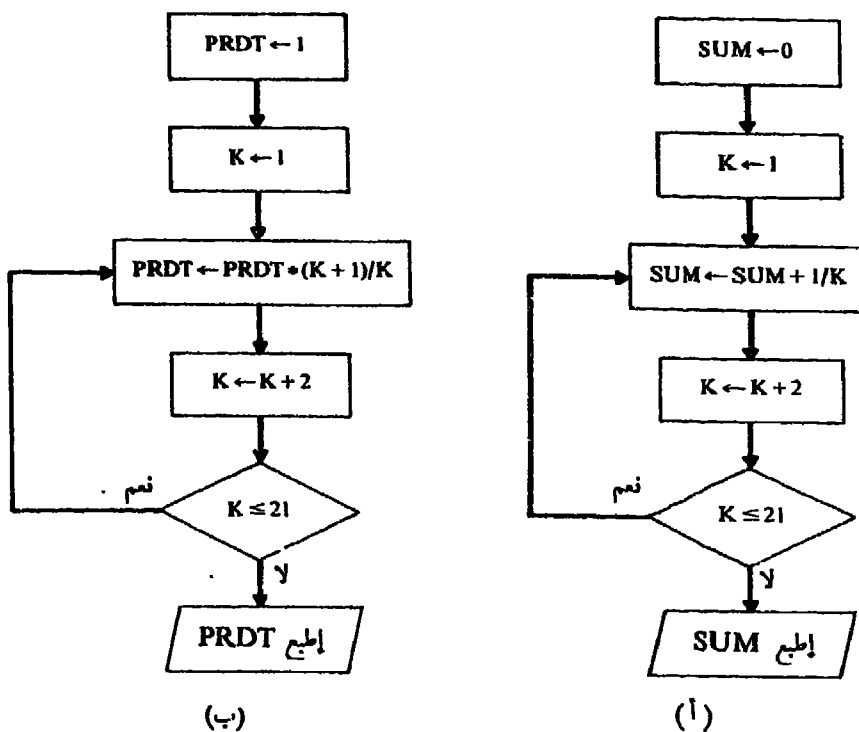 SUM ← 0
K ← 1
SUM ← SUM + 1/K
K ← K + 2
نعم
K ≤ 21
لا
إطبع SUM
(أ)
PRDT ← 1
K ← 1
PRDT ← PRDT * (K + 1)/K
K ← K + 2
نعم
K ≤ 21
لا
إطبع PRDT
(ب)